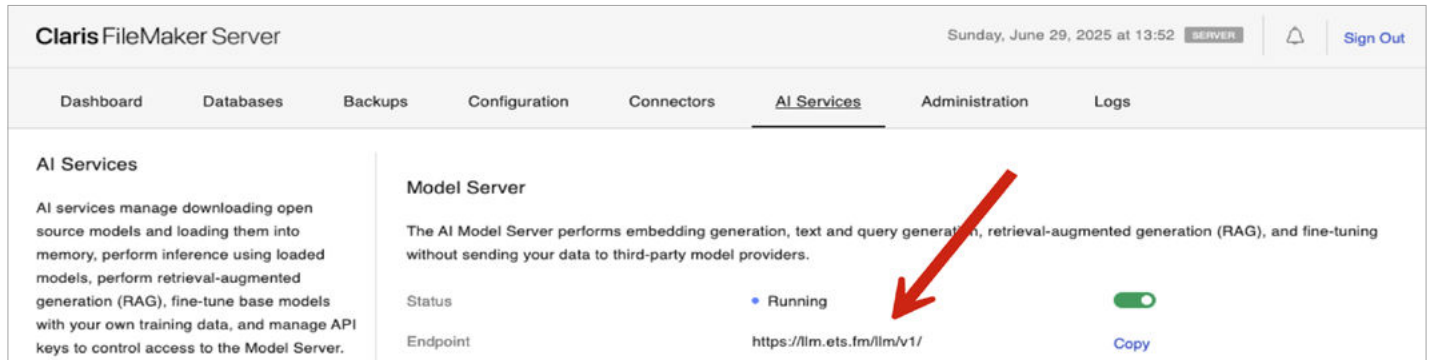 Claris FileMaker Server
Sunday, June 29, 2025 at 13:52 SERVER
Sign Out
Dashboard Databases Backups Configuration Connectors AI Services Administration Logs
AI Services
AI services manage downloading open
source models and loading them into
memory, perform inference using loaded
models, perform retrieval-augmented
generation (RAG), fine-tune base models
with your own training data, and manage API
keys to control access to the Model Server.
Model Server
The AI Model Server performs embedding generation, text and query generation, retrieval-augmented generation (RAG), and fine-tuning
without sending your data to third-party model providers.
Status Running
Endpoint https://llm.ets.fm/llm/v1/ Copy